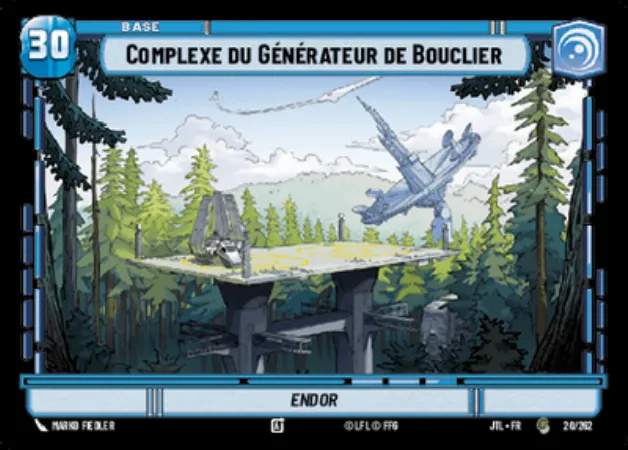 BASE
30
COMPLEXE DU GÉNÉRATEUR DE BOUCLIER
ENDOR
MARKO FIEDLER
©LFL © FFG
JTL • FR
20/262